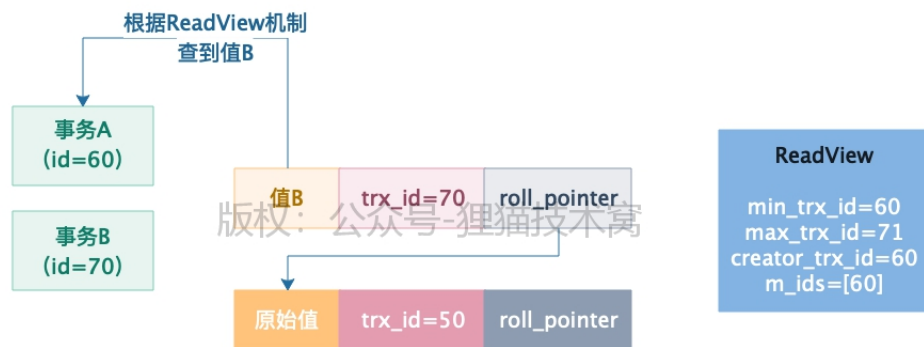 根据ReadView机制
查到值B
事务A
(id=60)
事务B
(id=70)
值B
trx_id=70
roll_pointer
版权：公众号-狸猫技术窝
原始值
trx_id=50
roll_pointer
ReadView
min_trx_id=60
max_trx_id=71
creator_trx_id=60
m_ids=[60]